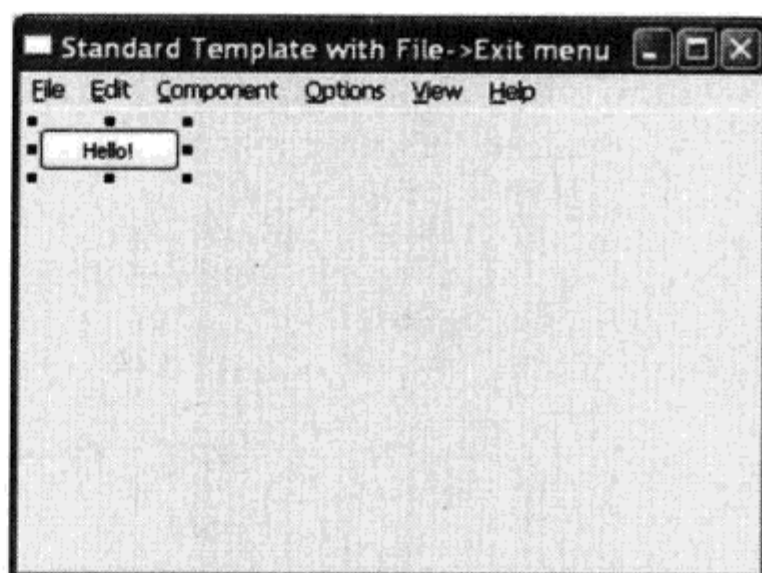 Standard Template with File->Exit menu
File Edit Component Options View Help
Hello!